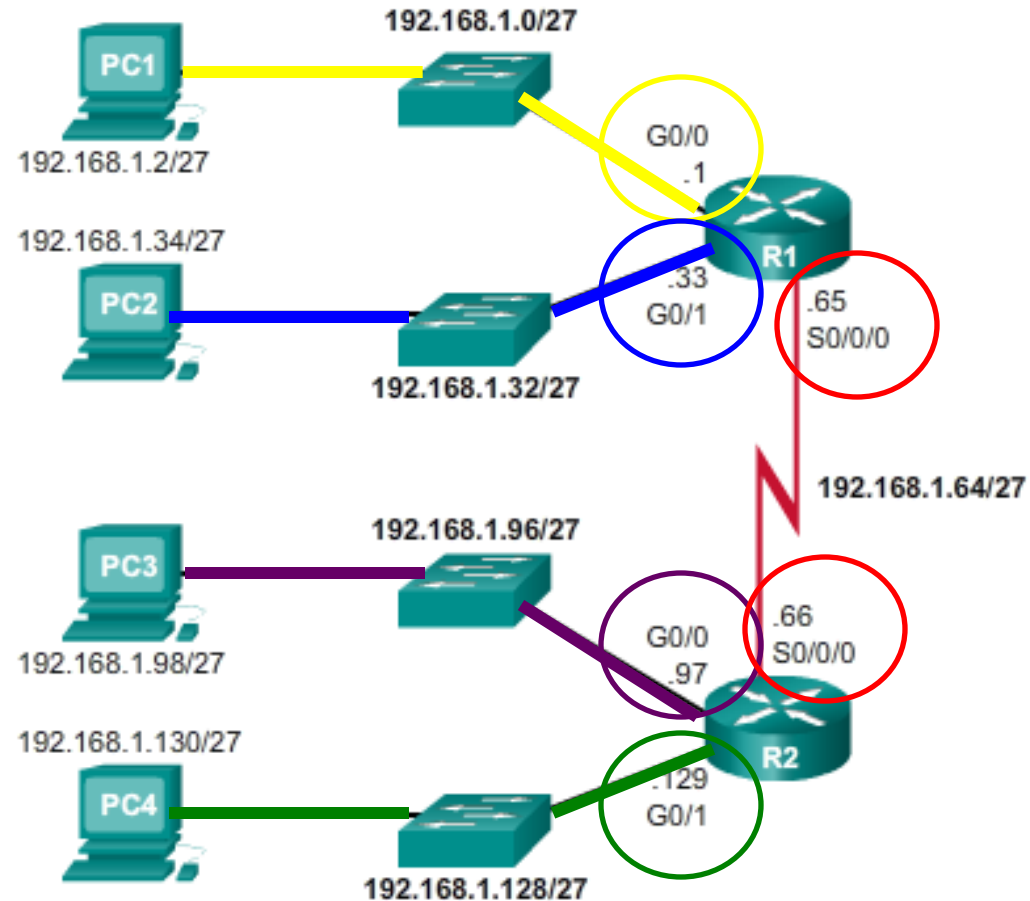 192.168.1.0/27
PC1
192.168.1.2/27
G0/0
.1
R1
192.168.1.34/27
PC2
.33
G0/1
192.168.1.32/27
.65
S0/0/0
192.168.1.64/27
192.168.1.96/27
PC3
192.168.1.98/27
G0/0
.97
.66
S0/0/0
R2
192.168.1.130/27
PC4
.129
G0/1
192.168.1.128/27